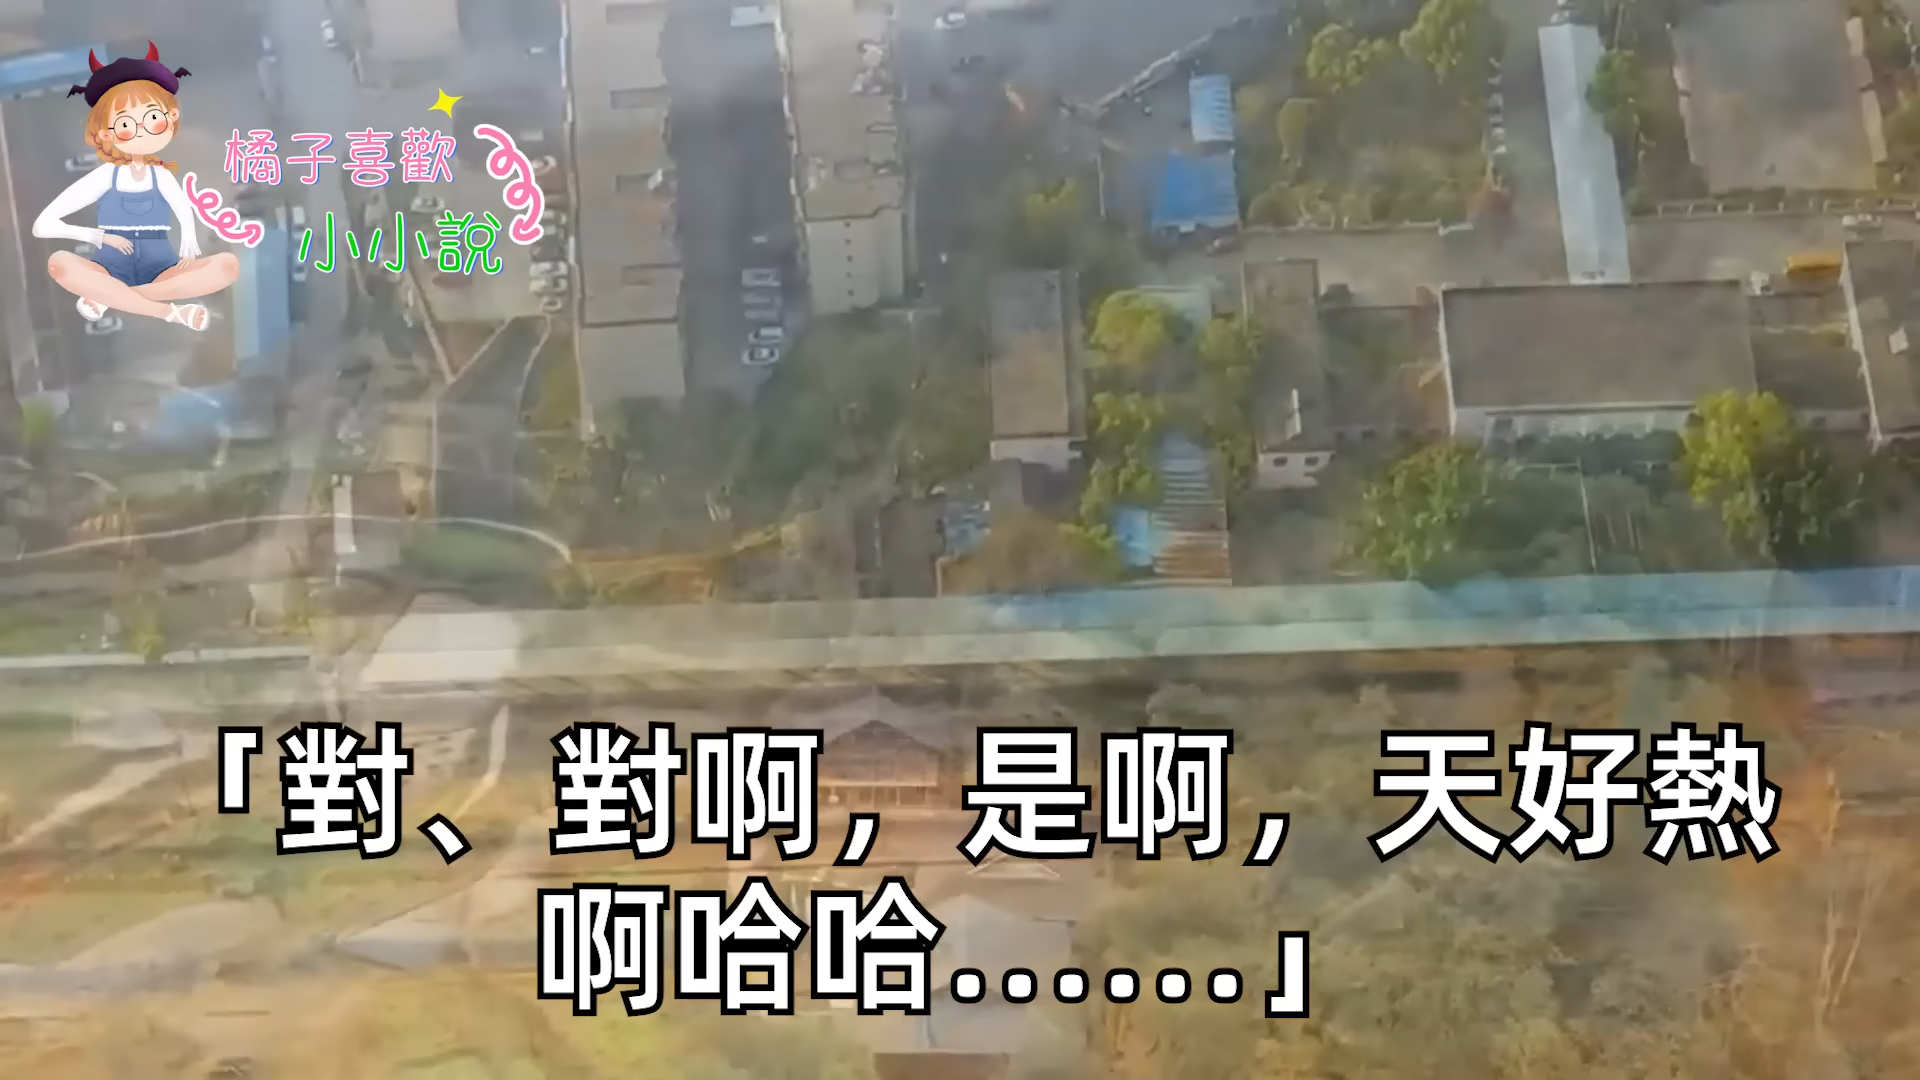 橘子喜歡
小小說
「對、對啊，是啊，天好熱
啊哈哈......」